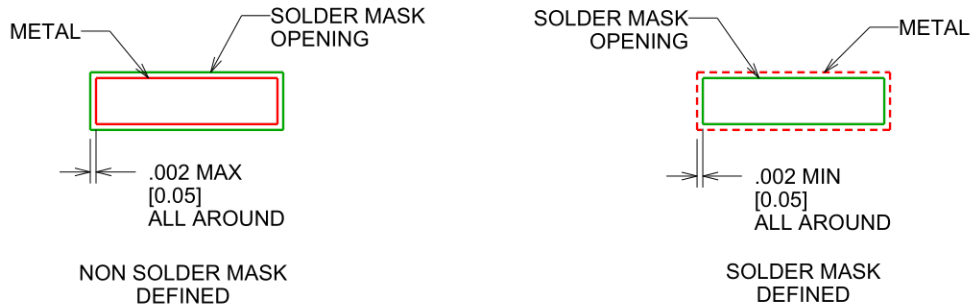 METAL
SOLDER MASK
OPENING
.002 MAX
[0.05]
ALL AROUND
NON SOLDER MASK
DEFINED
SOLDER MASK
OPENING
METAL
.002 MIN
[0.05]
ALL AROUND
SOLDER MASK
DEFINED